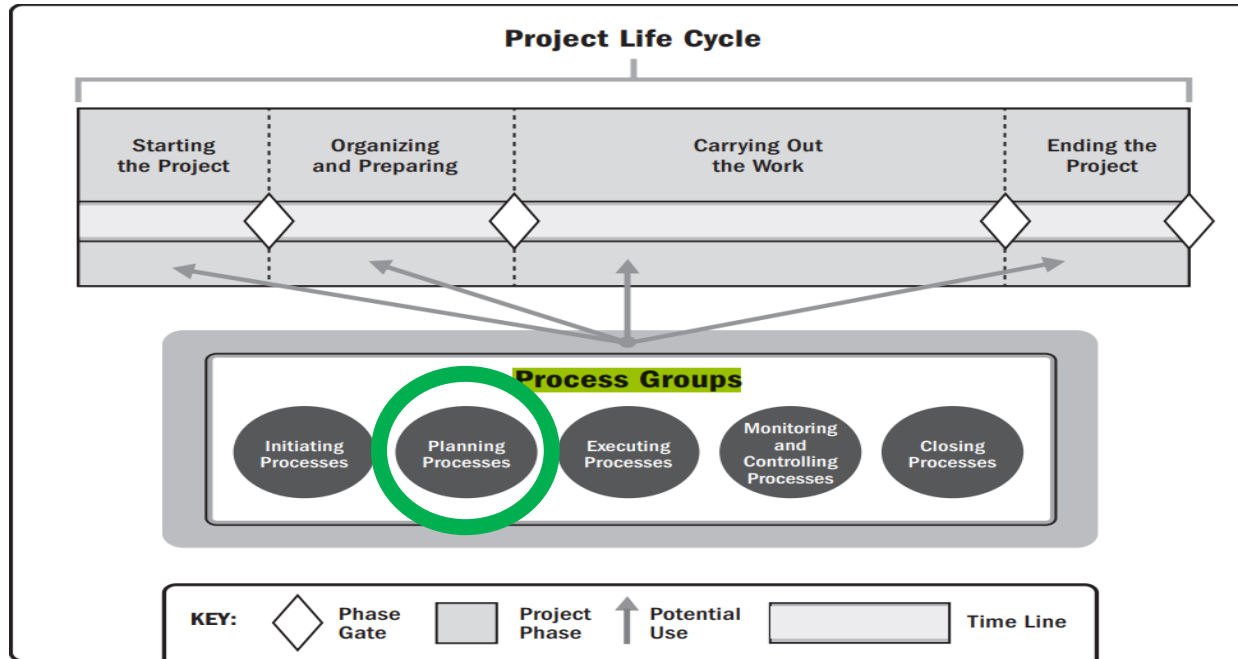 Project Life Cycle
Starting
the Project
Organizing
and Preparing
Carrying Out
the Work
Ending the
Project
Process Groups
Initiating
Processes
Planning
Processes
Executing
Processes
Monitoring
and
Controlling
Processes
Closing
Processes
KEY:
Phase
Gate
Project
Phase
Potential
Use
Time Line